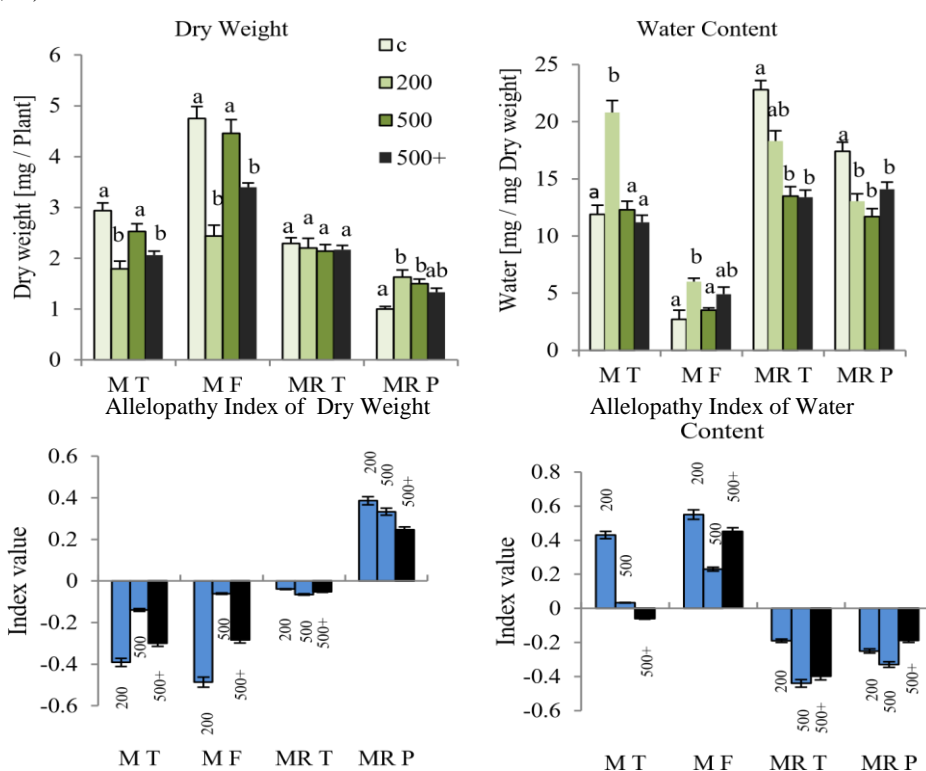 Dry Weight
c
200
500
500+
6
5
4
3
2
1
0
Dry weight [mg / Plant]
a
b
a
b
a
b
a
b
a
a
a
a
a
b
b
ab
M T
M F
MR T
MR P
Water Content
25
20
15
10
5
0
Water [mg / mg Dry weight]
a
b
a
a
a
b
a
ab
a
ab
b
b
a
b
b
b
M T
M F
MR T
MR P
Allelopathy Index of Dry Weight
0.6
0.4
0.2
0
-0.2
-0.4
-0.6
Index value
200
500
500+
200
500
500+
200
500
500+
200
500
500+
M T
M F
MR T
MR P
Allelopathy Index of Water
Content
0.8
0.6
0.4
0.2
0
-0.2
-0.4
-0.6
Index value
200
500
500+
200
500
500+
200
500
500+
200
500
500+
M T
M F
MR T
MR P